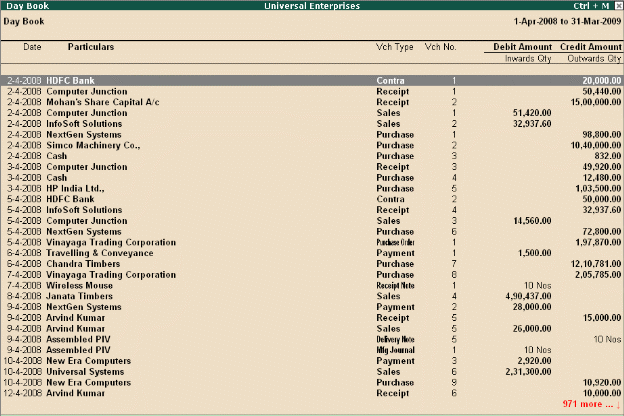 Day Book Universal Enterprises Ctrl + M
Day Book 1-Apr-2008 to 31-Mar-2009
Date Particulars Vch Type Vch No. Debit Amount Credit Amount
Inwards Qty Outwards Qty
2-4-2008 HDFC Bank Contra 1 20,000.00
2-4-2008 Computer Junction Receipt 1 50,440.00
2-4-2008 Mohan's Share Capital A/c Receipt 2 15,00,000.00
2-4-2008 Computer Junction Sales 1 51,420.00
2-4-2008 InfoSoft Solutions Sales 2 32,937.60
2-4-2008 NextGen Systems Purchase 1 98,800.00
2-4-2008 Simco Machinery Co., Purchase 2 10,40,000.00
2-4-2008 Cash Purchase 3 832.00
3-4-2008 Computer Junction Receipt 3 49,920.00
3-4-2008 Cash Purchase 4 12,480.00
3-4-2008 HP India Ltd., Purchase 5 1,03,500.00
5-4-2008 HDFC Bank Contra 2 50,000.00
5-4-2008 InfoSoft Solutions Receipt 4 32,937.60
5-4-2008 Computer Junction Sales 3 14,560.00
5-4-2008 NextGen Systems Purchase 6 72,800.00
5-4-2008 Vinayaga Trading Corporation Purchase Order 1 1,97,870.00
6-4-2008 Travelling & Conveyance Payment 1 1,500.00
6-4-2008 Chandra Timbers Purchase 7 12,10,781.00
7-4-2008 Vinayaga Trading Corporation Purchase 8 2,05,785.00
7-4-2008 Wireless Mouse Receipt Note 1 10 Nos
8-4-2008 Janata Timbers Sales 4 4,90,437.00
9-4-2008 NextGen Systems Payment 2 28,000.00
9-4-2008 Arvind Kumar Receipt 5 15,000.00
9-4-2008 Arvind Kumar Sales 5 26,000.00
9-4-2008 Assembled PIV Delivery Note 5 10 Nos
9-4-2008 Assembled PIV Mfg Journal 1 10 Nos
10-4-2008 New Era Computers Payment 3 2,920.00
10-4-2008 Universal Systems Sales 6 2,31,300.00
10-4-2008 New Era Computers Purchase 9 10,920.00
12-4-2008 Arvind Kumar Receipt 6 10,000.00
971 more ... ↓